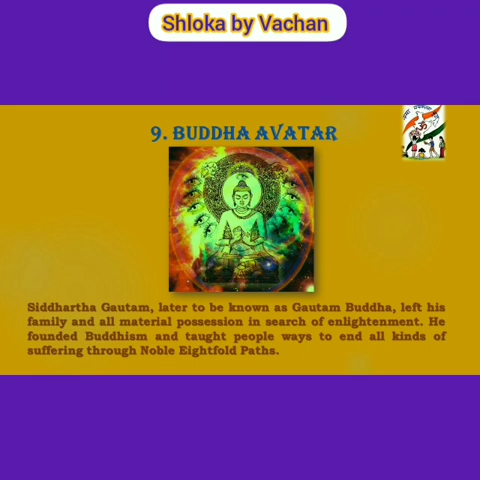 Shloka by Vachan
9. BUDDHA AVATAR
Siddhartha Gautam, later to be known as Gautam Buddha, left his
family and all material possession in search of enlightenment. He
founded Buddhism and taught people ways to end all kinds of
suffering through Noble Eightfold Paths.